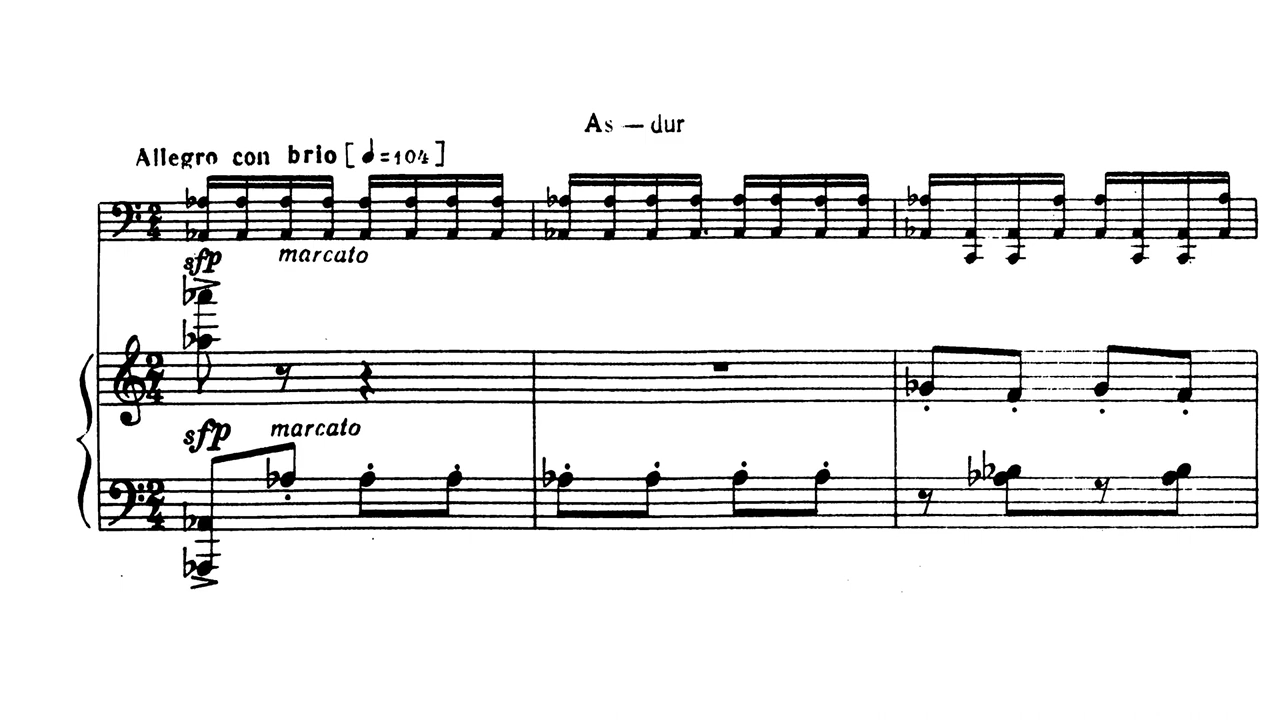 As — dur
Allegro con brio [♩=104]
sfp marcato
sfp marcato